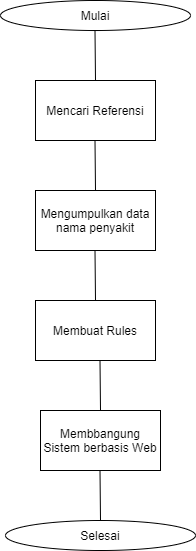 Mulai
Mencari Referensi
Mengumpulkan data
nama penyakit
Membuat Rules
Membbangung
Sistem berbasis Web
Selesai